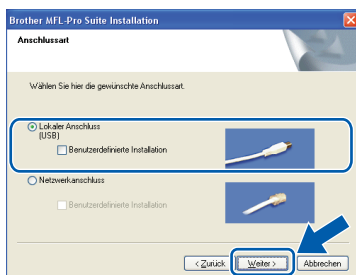 Brother MFL-Pro Suite Installation
Anschlussart
Wählen Sie hier die gewünschte Anschlussart.
Lokaler Anschluss
(USB)
Benutzerdefinierte Installation
Netzwerkanschluss
Benutzerdefinierte Installation
< Zurück
Weiter >
Abbrechen